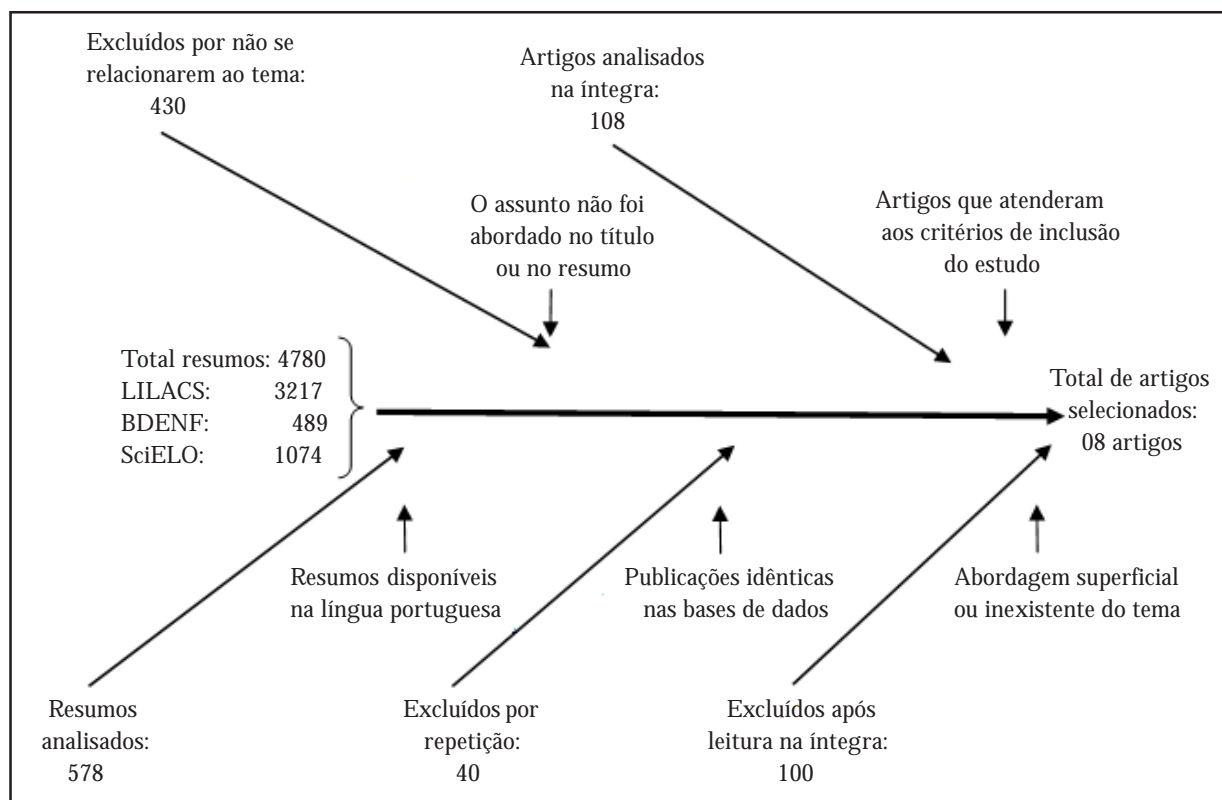 Excluídos por não se
relacionarem ao tema:
430
Artigos analisados
na íntegra:
108
O assunto não foi
abordado no título
ou no resumo
Artigos que atenderam
aos critérios de inclusão
do estudo
Total resumos: 4780
LILACS: 3217
BDENF: 489
SciELO: 1074
Total de artigos
selecionados:
08 artigos
Resumos disponíveis
na língua portuguesa
Publicações idênticas
nas bases de dados
Abordagem superficial
ou inexistente do tema
Resumos
analisados:
578
Excluídos por
repetição:
40
Excluídos após
leitura na íntegra:
100